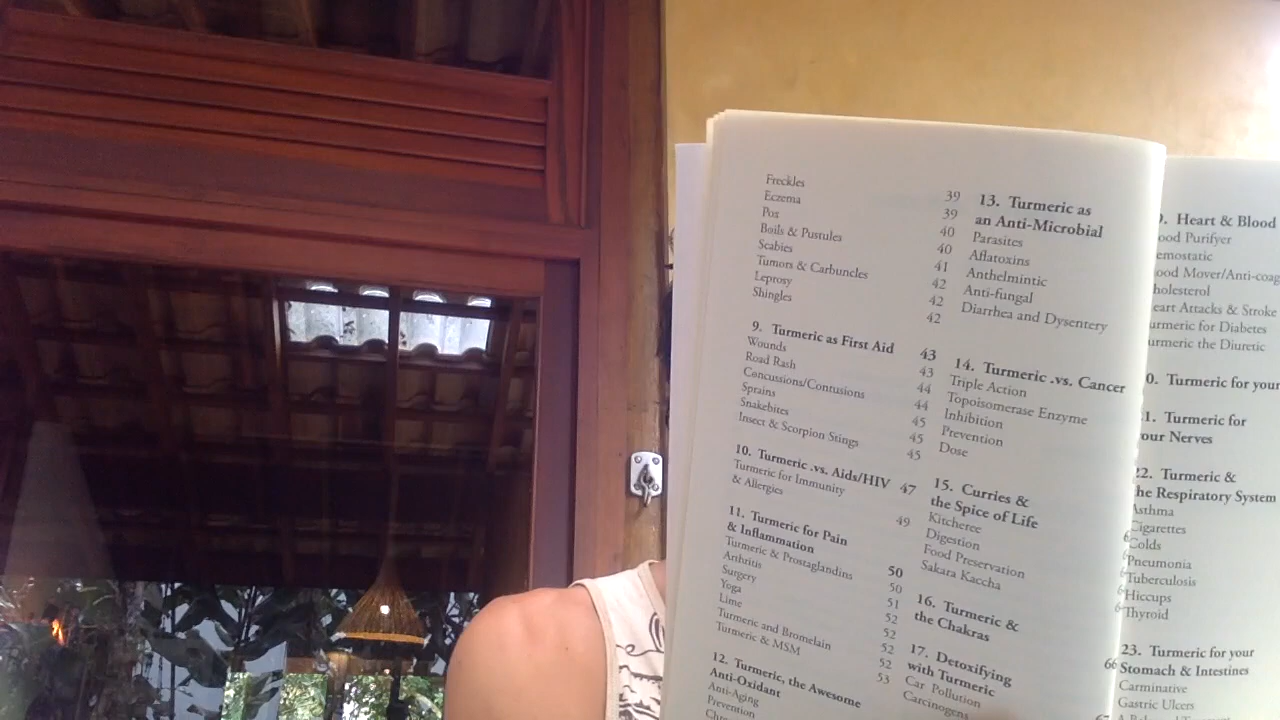 Freckles
Eczema 39
Pox 39
Boils & Pustules 40
Scabies 40
Tumors & Carbuncles 41
Leprosy 42
Shingles 42
42
9. Turmeric as First Aid 43
Wounds 43
Road Rash 44
Concussions/Contusions 44
Sprains 45
Snakebites 45
Insect & Scorpion Stings 45
10. Turmeric .vs. Aids/HIV 47
Turmeric for Immunity
& Allergies 49
11. Turmeric for Pain
& Inflammation 50
Turmeric & Prostaglandins 50
Arthritis 51
Surgery 52
Yoga 52
Lime 52
Turmeric and Bromelain 52
Turmeric & MSM 53
12. Turmeric, the Awesome
Anti-Oxidant
Anti-Aging
Prevention
13. Turmeric as
an Anti-Microbial
Parasites
Aflatoxins
Anthelmintic
Anti-fungal
Diarrhea and Dysentery
14. Turmeric .vs. Cancer
Triple Action
Topoisomerase Enzyme
Inhibition
Prevention
Dose
15. Curries &
the Spice of Life
Kitcheree
Digestion
Food Preservation
Sakara Kaccha
16. Turmeric &
the Chakras
17. Detoxifying
with Turmeric 66
Car Pollution
Carcinogens
Heart & Blood
Purifyer
Mover/Anti-coag
Attacks & Stroke
for Diabetes
the Diuretic
Turmeric for your
Turmeric for
Nerves
22. Turmeric &
Respiratory System
Asthma
Cigarettes
Colds
Pneumonia
Tuberculosis
Hiccups
Thyroid
23. Turmeric for your
Stomach & Intestines
Carminative
Gastric Ulcers